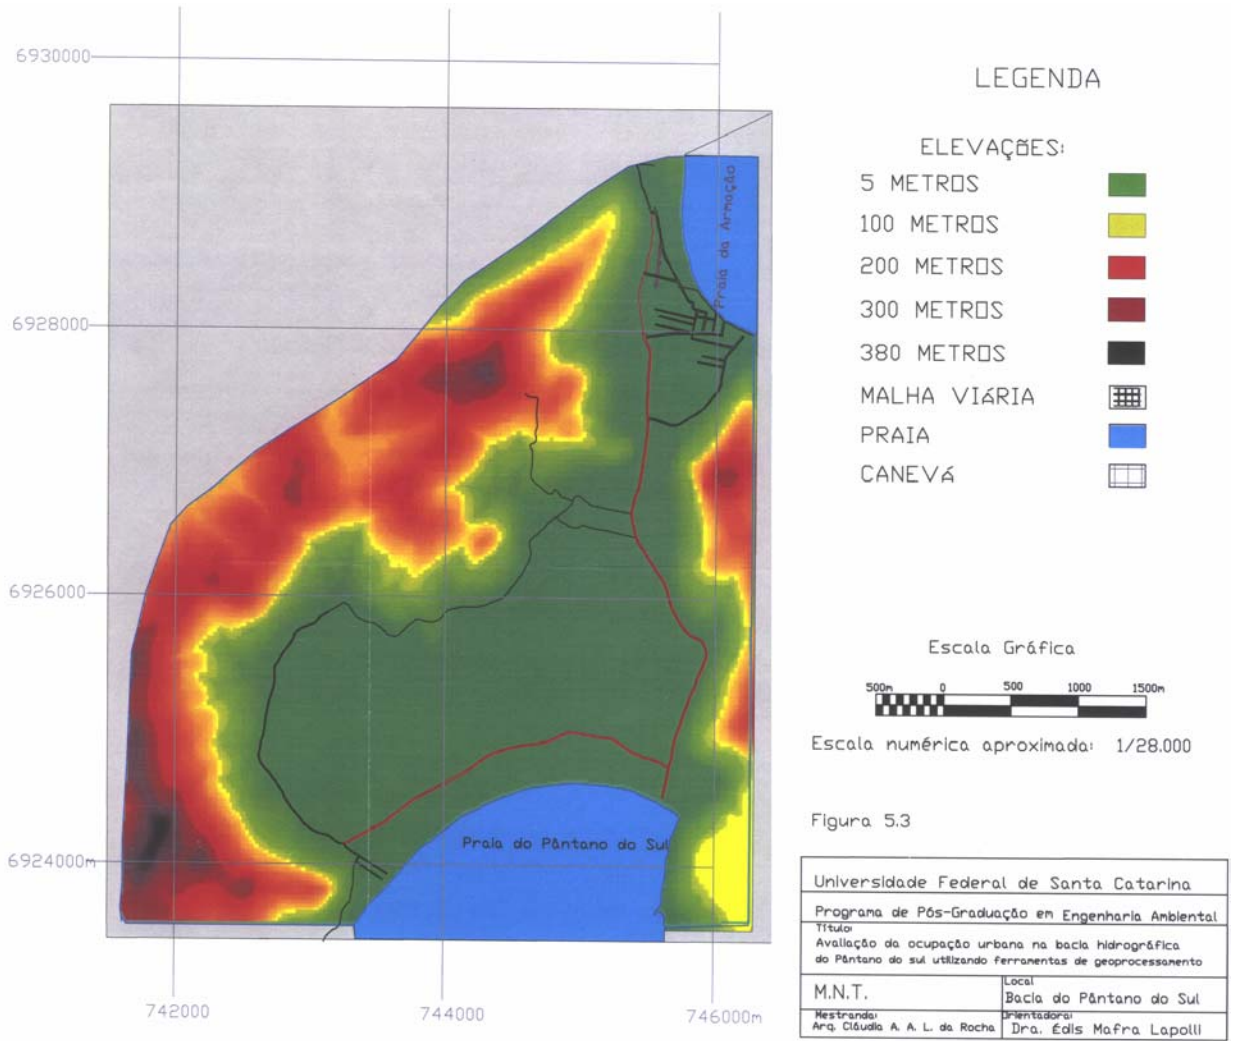 6930000
6928000
6926000
6924000m
742000
744000
746000m
Praia da Armação
Praia do Pântano do Sul
LEGENDA
ELEVAÇÕES:
5 METROS
100 METROS
200 METROS
300 METROS
380 METROS
MALHA VIáRIA
PRAIA
CANEVá
Escala Gráfica
500m 0 500 1000 1500m
Escala numérica aproximada: 1/28.000
Figura 5.3
Universidade Federal de Santa Catarina
Programa de Pós-Graduação em Engenharia Ambiental
Título:
Avaliação da ocupação urbana na bacia hidrográfica
do Pântano do sul utilizando ferramentas de geoprocessamento
M.N.T.
Local
Bacia do Pântano do Sul
Mestranda:
Arq. Cláudia A. A. L. da Rocha
Orientadora:
Dra. Édis Mafra Lapolli